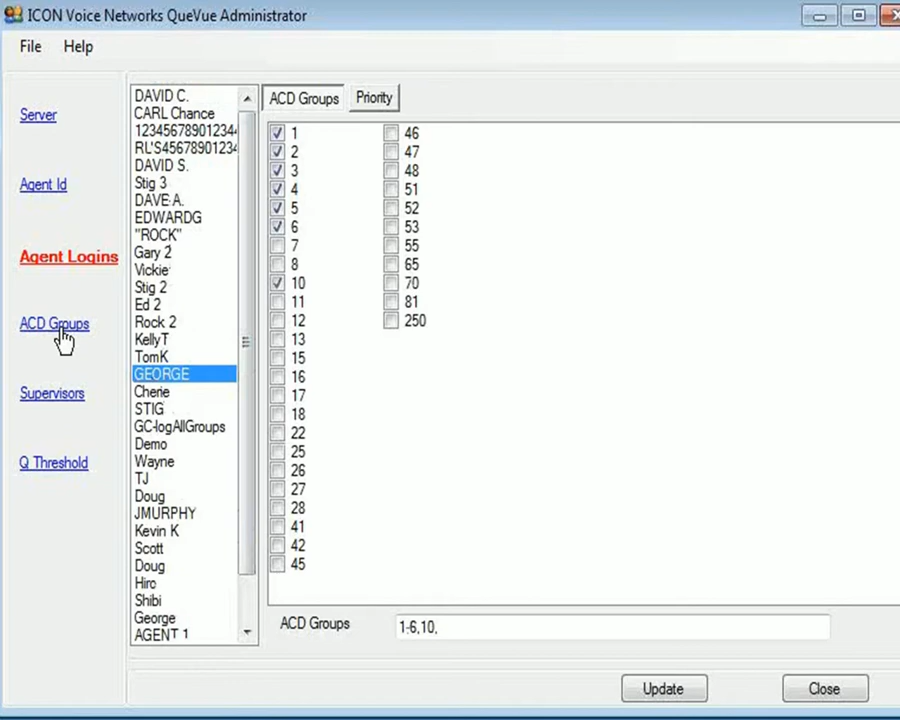 ICON Voice Networks QueVue Administrator
File Help
Server
Agent Id
Agent Logins
ACD Groups
Supervisors
Q Threshold
DAVID C.
CARL Chance
12345678901234
RL'S4567890123
DAVID S.
Stig 3
DAVE A.
EDWARDG
"ROCK"
Gary 2
Vickie
Stig 2
Ed 2
Rock 2
KellyT
TomK
GEORGE
Cherie
STIG
GC-logAllGroups
Demo
Wayne
TJ
Doug
JMURPHY
Kevin K
Scott
Doug
Hiro
Shibi
George
AGENT 1
ACD Groups Priority
1
2
3
4
5
6
7
8
10
11
12
13
15
16
17
18
22
25
26
27
28
41
42
45
46
47
48
51
52
53
55
65
70
81
250
ACD Groups 1-6,10,
Update Close